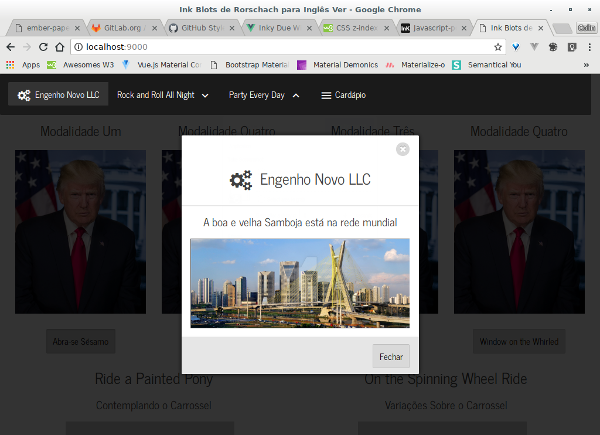 Ink Blots de Rorschach para Inglês Ver - Google Chrome
ember-pape
GitLab.org /
GitHub Sty
Inky Due W
CSS z-index
Javascript-p
Ink Blots de
localhost:9000
Apps
Awesomes W3
Vue.js Material Co
Bootstrap Material
Material Demonics
Materialize-o
Semantical You
Engenho Novo LLC
Rock and Roll All Night
Party Every Day
Cardápio
Modalidade Um
Modalidade Quatro
Modalidade Três
Modalidade Quatro
Engenho Novo LLC
A boa e velha Samboja está na rede mundial
Fechar
Abra-se Sésamo
Window on the Whirled
Ride a Painted Pony
On the Spinning Wheel Ride
Contemplando o Carrossel
Variações Sobre o Carrossel